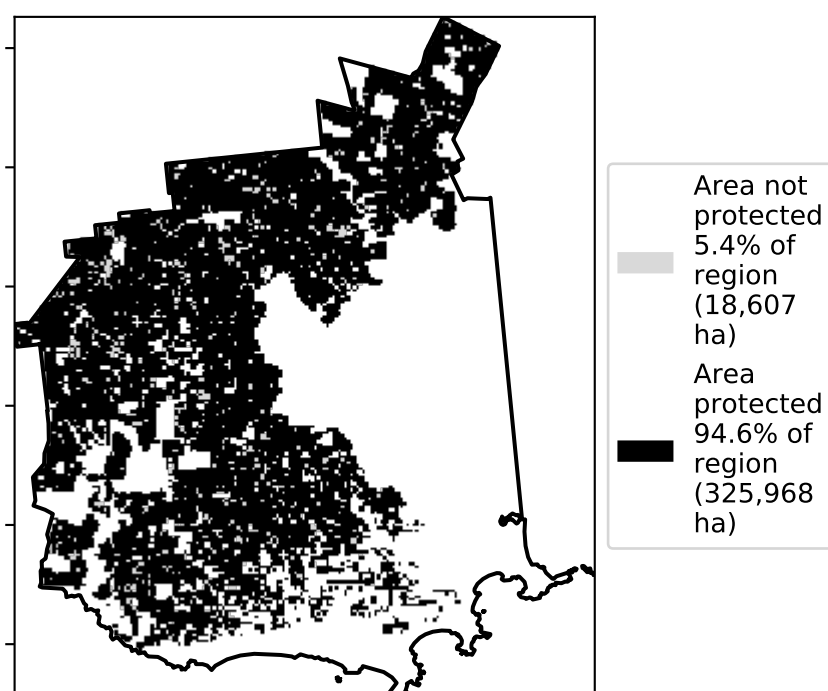 Area not
protected
5.4% of
region
(18,607
ha)
Area
protected
94.6% of
region
(325,968
ha)